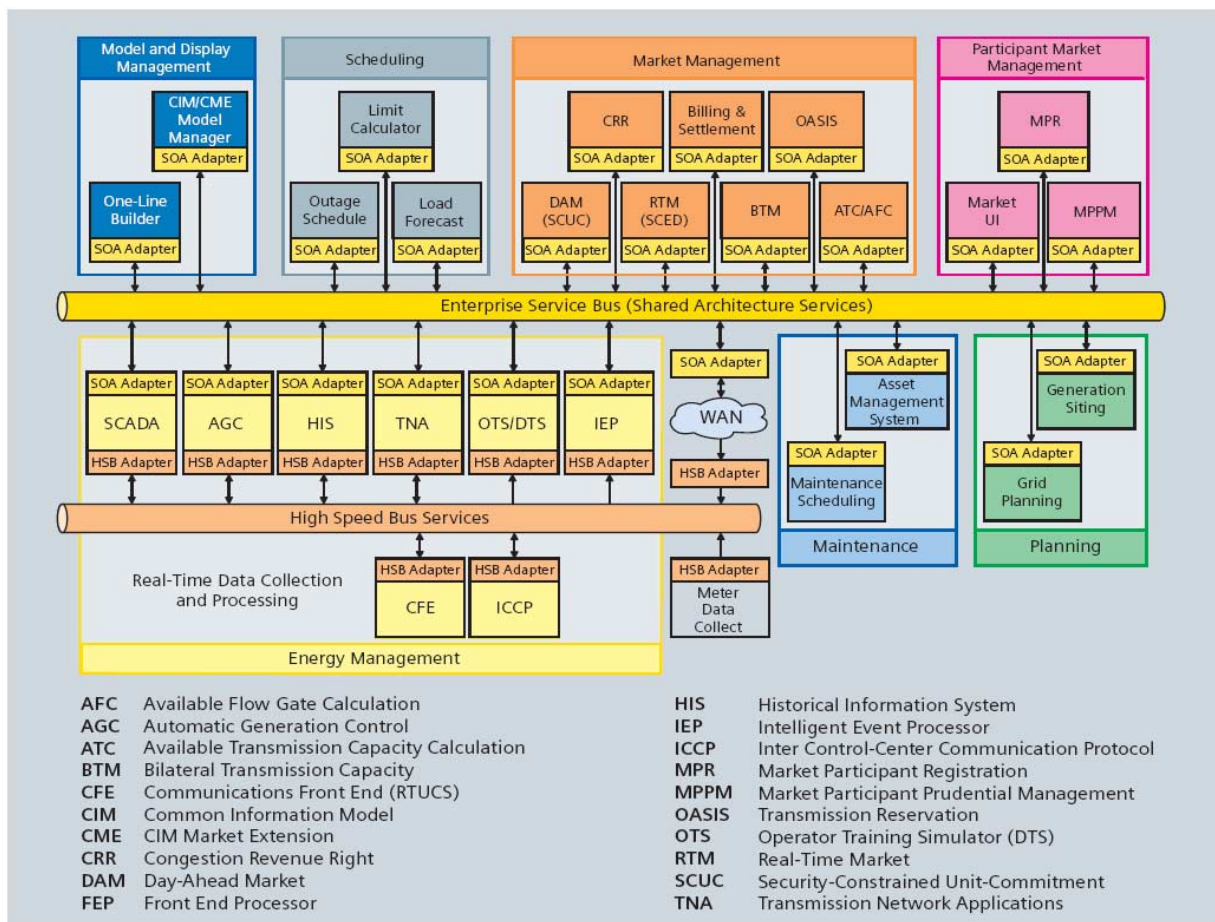 Model and Display
Management
Scheduling
Market Management
Participant Market
Management
CIM/CME
Model
Manager
SOA Adapter
Limit
Calculator
SOA Adapter
CRR
SOA Adapter
Billing &
Settlement
SOA Adapter
OASIS
SOA Adapter
MPR
SOA Adapter
One-Line
Builder
SOA Adapter
Outage
Schedule
SOA Adapter
Load
Forecast
SOA Adapter
DAM
(SCUC)
SOA Adapter
RTM
(SCED)
SOA Adapter
BTM
SOA Adapter
ATC/AFC
SOA Adapter
Market
UI
SOA Adapter
MPPM
SOA Adapter
Enterprise Service Bus (Shared Architecture Services)
SOA Adapter
SCADA
HSB Adapter
SOA Adapter
AGC
HSB Adapter
SOA Adapter
HIS
HSB Adapter
SOA Adapter
TNA
HSB Adapter
SOA Adapter
OTS/DTS
HSB Adapter
SOA Adapter
IEP
HSB Adapter
SOA Adapter
WAN
HSB Adapter
SOA Adapter
Asset
Management
System
SOA Adapter
Maintenance
Scheduling
Maintenance
SOA Adapter
Generation
Siting
SOA Adapter
Grid
Planning
Planning
High Speed Bus Services
Real-Time Data Collection
and Processing
HSB Adapter
CFE
HSB Adapter
ICCP
HSB Adapter
Meter
Data
Collect
Energy Management
AFC Available Flow Gate Calculation
AGC Automatic Generation Control
ATC Available Transmission Capacity Calculation
BTM Bilateral Transmission Capacity
CFE Communications Front End (RTUCS)
CIM Common Information Model
CME CIM Market Extension
CRR Congestion Revenue Right
DAM Day-Ahead Market
FEP Front End Processor
HIS Historical Information System
IEP Intelligent Event Processor
ICCP Inter Control-Center Communication Protocol
MPR Market Participant Registration
MPPM Market Participant Prudential Management
OASIS Transmission Reservation
OTS Operator Training Simulator (DTS)
RTM Real-Time Market
SCUC Security-Constrained Unit-Commitment
TNA Transmission Network Applications